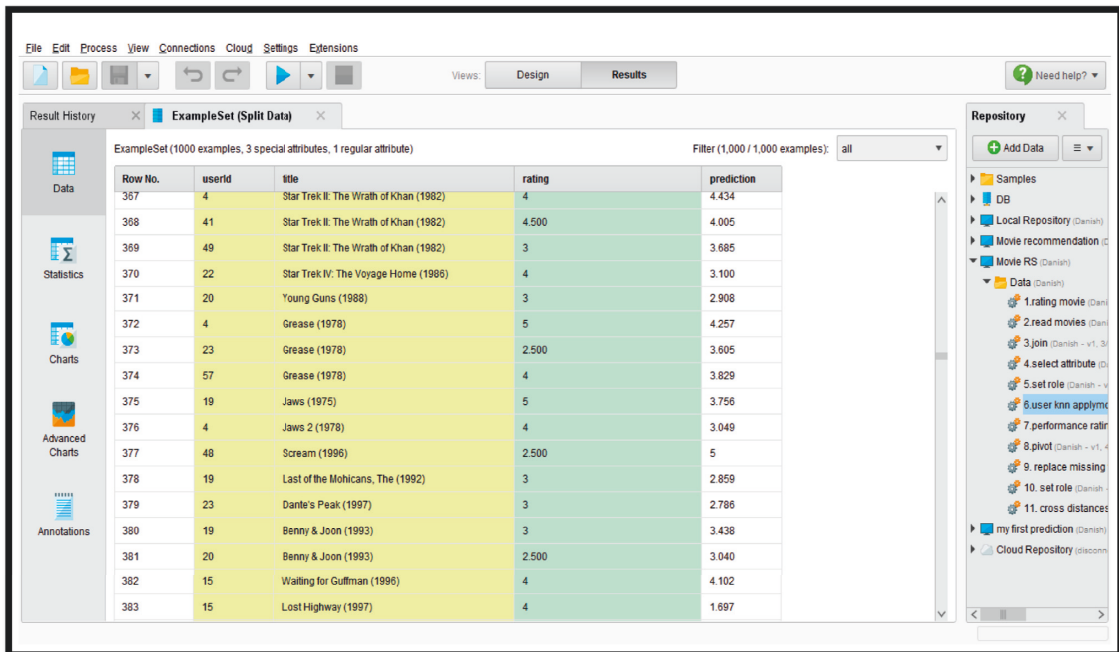 File Edit Process View Connections Cloud Settings Extensions
Views: Design Results Need help?
Result History ExampleSet (Split Data) Repository
ExampleSet (1000 examples, 3 special attributes, 1 regular attribute) Filter (1,000 / 1,000 examples): all
Add Data
Data
Statistics
Charts
Advanced
Charts
Annotations
Row No. userId title rating prediction
367 4 Star Trek II: The Wrath of Khan (1982) 4 4.434
368 41 Star Trek II: The Wrath of Khan (1982) 4.500 4.005
369 49 Star Trek II: The Wrath of Khan (1982) 3 3.685
370 22 Star Trek IV: The Voyage Home (1986) 4 3.100
371 20 Young Guns (1988) 3 2.908
372 4 Grease (1978) 5 4.257
373 23 Grease (1978) 2.500 3.605
374 57 Grease (1978) 4 3.829
375 19 Jaws (1975) 5 3.756
376 4 Jaws 2 (1978) 4 3.049
377 48 Scream (1996) 2.500 5
378 19 Last of the Mohicans, The (1992) 3 2.859
379 23 Dante's Peak (1997) 3 2.786
380 19 Benny & Joon (1993) 3 3.438
381 20 Benny & Joon (1993) 2.500 3.040
382 15 Waiting for Guffman (1996) 4 4.102
383 15 Lost Highway (1997) 4 1.697
Samples
DB
Local Repository (Danish)
Movie recommendation
Movie RS (Danish)
Data (Danish)
1.rating movie
2.read movies
3.join (Danish - v1,
4.select attribute
5.set role (Danish -
6.user knn
7.performance
8.pivot (Danish - v1,
9. replace missing
10. set role (Danish -
11. cross distances
my first prediction (Danish)
Cloud Repository